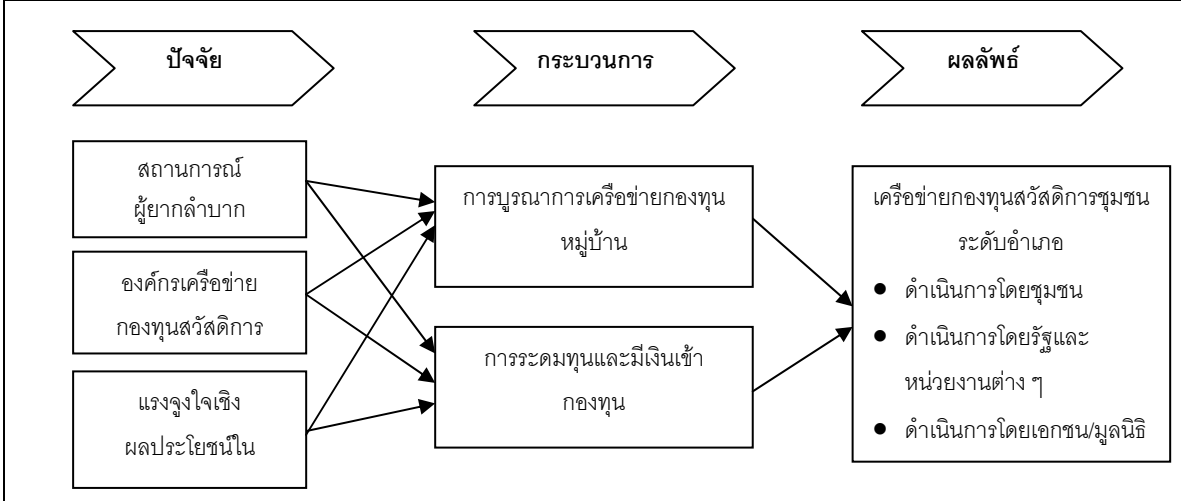 ปัจจัย
กระบวนการ
ผลลัพธ์
สถานการณ์
ผู้ยากลำบาก
องค์กรเครือข่าย
กองทุนสวัสดิการ
แรงจูงใจเชิง
ผลประโยชน์ใน
การบูรณาการเครือข่ายกองทุน
หมู่บ้าน
การระดมทุนและมีเงินเข้า
กองทุน
เครือข่ายกองทุนสวัสดิการชุมชน
ระดับอำเภอ
● ดำเนินการโดยชุมชน
● ดำเนินการโดยรัฐและ
หน่วยงานต่าง ๆ
● ดำเนินการโดยเอกชน/มูลนิธิ